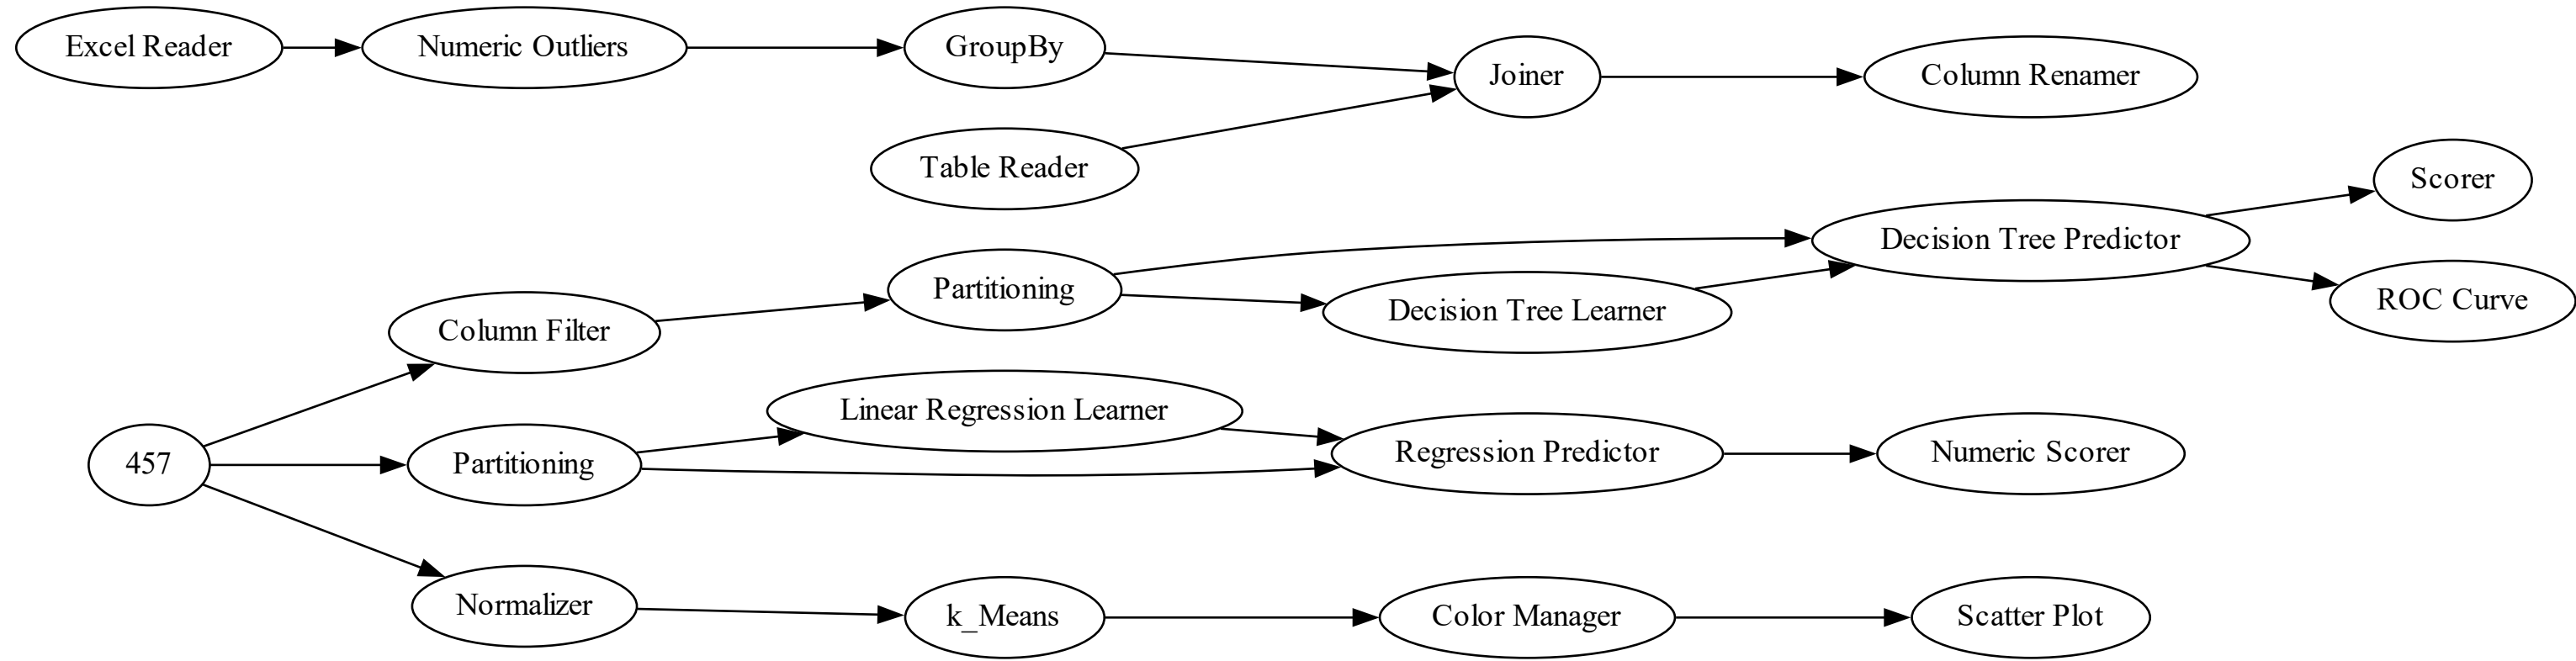 Excel Reader
Numeric Outliers
GroupBy
Joiner
Column Renamer
Table Reader
Scorer
Decision Tree Predictor
Partitioning
Decision Tree Learner
ROC Curve
Column Filter
Linear Regression Learner
457
Partitioning
Regression Predictor
Numeric Scorer
Normalizer
k_Means
Color Manager
Scatter Plot